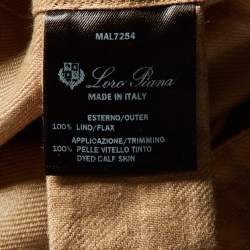 MAL7254
Loro Piana
MADE IN ITALY
ESTERNO/OUTER
100% LINO/FLAX
APPLICAZIONE/TRIMMING
100% PELLE VITELLO TINTO
DYED CALF SKIN